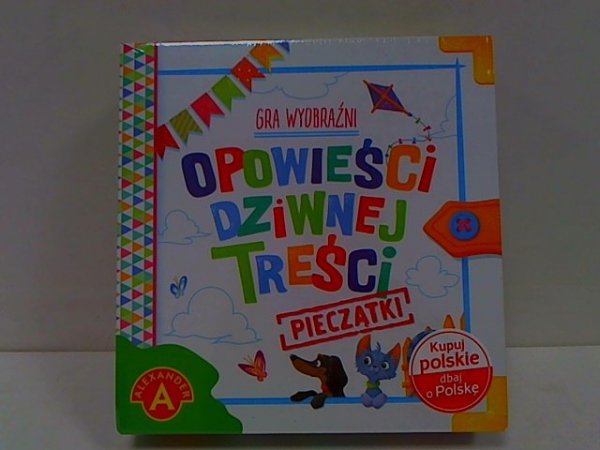 GRA WYOBRAŹNI
OPOWIEŚCI
DZIWNEJ
TREŚCI
PIECZĄTKI
Kupuj
polskie
dbaj
o Polskę
ALEXANDER
A